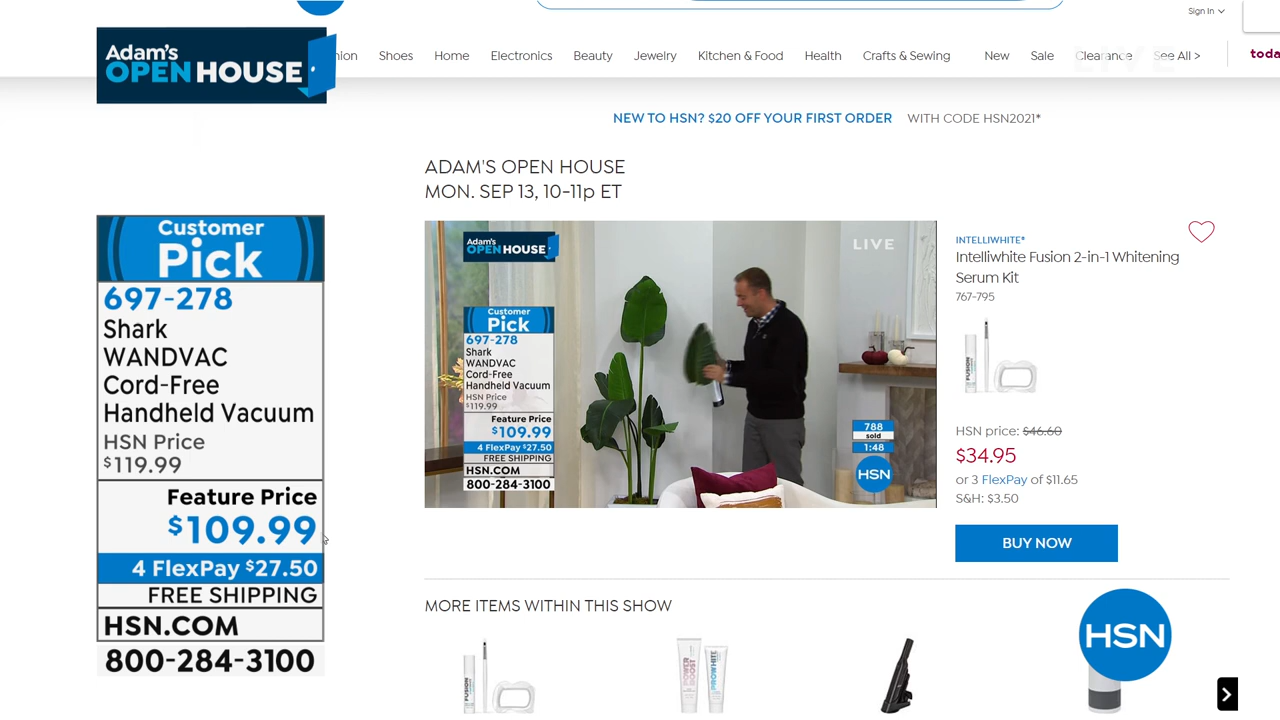 Sign In
Adam's
OPEN HOUSE
Shoes
Home
Electronics
Beauty
Jewelry
Kitchen & Food
Health
Crafts & Sewing
New
Sale
Clearance
See All >
LIVE
NEW TO HSN? $20 OFF YOUR FIRST ORDER WITH CODE HSN2021*
ADAM'S OPEN HOUSE
MON. SEP 13, 10-11p ET
Customer
Pick
697-278
Shark
WANDVAC
Cord-Free
Handheld Vacuum
HSN Price
$119.99
Feature Price
$109.99
4 FlexPay $27.50
FREE SHIPPING
HSN.COM
800-284-3100
Adam's
OPEN HOUSE
LIVE
Customer
Pick
697-278
Shark
WANDVAC
Cord-Free
Handheld Vacuum
HSN Price
$119.99
Feature Price
$109.99
4 FlexPay $27.50
FREE SHIPPING
HSN.COM
800-284-3100
788
sold
1:48
HSN
INTELLIWHITE®
Intelliwhite Fusion 2-in-1 Whitening
Serum Kit
767-795
FUSION
HSN price: $46.60
$34.95
or 3 FlexPay of $11.65
S&H: $3.50
BUY NOW
MORE ITEMS WITHIN THIS SHOW
FUSION
POWER
BOOST
PROWHITE
HSN